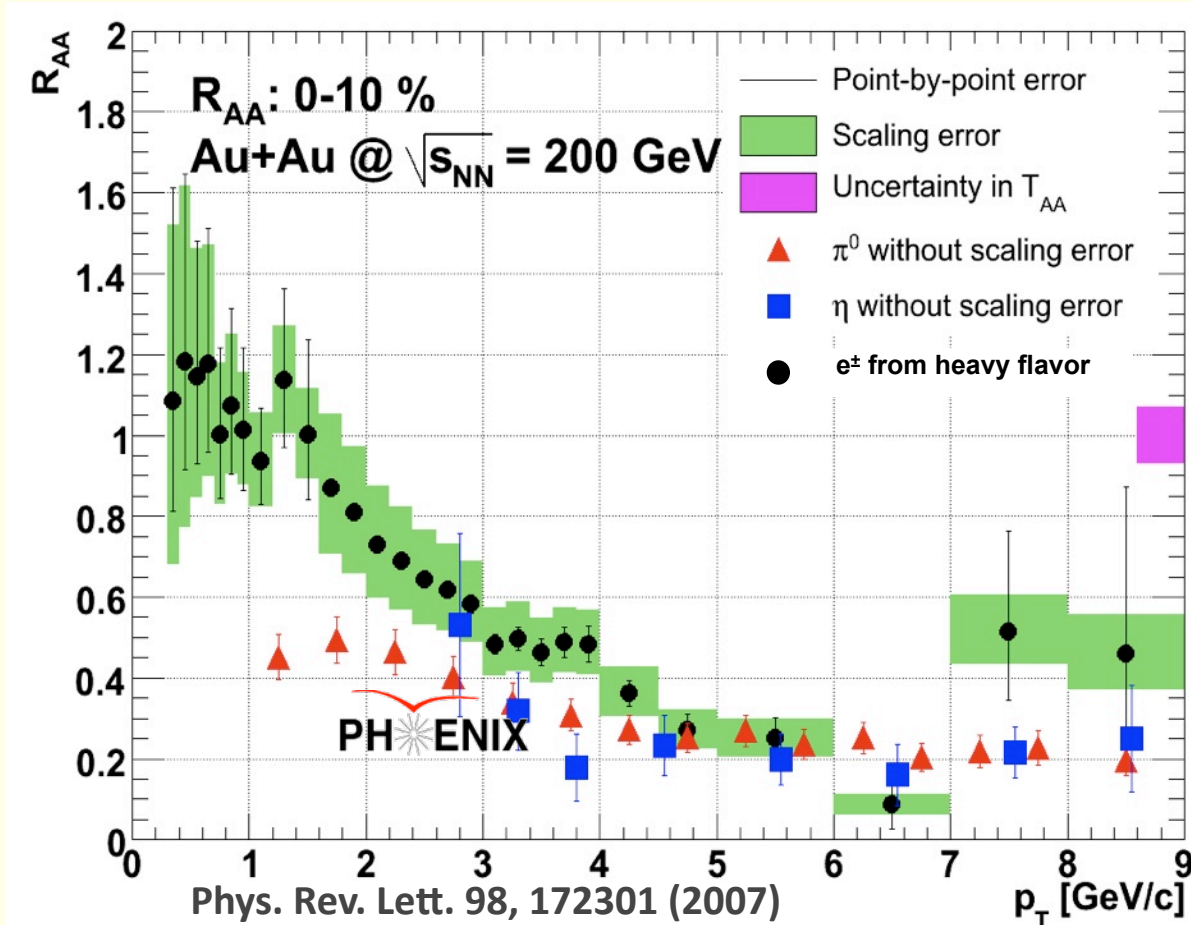 R_AA
2
1.8
1.6
1.4
1.2
1
0.8
0.6
0.4
0.2
0
R_AA: 0-10 %
Au+Au @ √s_NN = 200 GeV
Point-by-point error
Scaling error
Uncertainty in T_AA
π⁰ without scaling error
η without scaling error
e± from heavy flavor
PH ENIX
0 1 2 3 4 5 6 7 8 9
Phys. Rev. Lett. 98, 172301 (2007)
p_T [GeV/c]